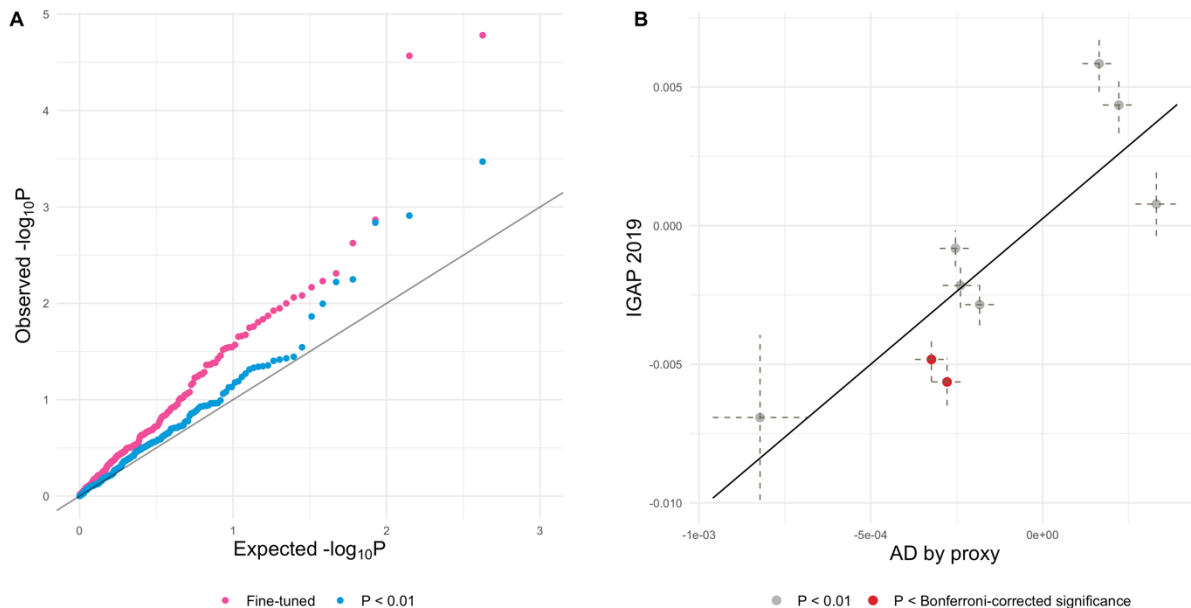 A
5
4
3
2
1
0
Observed -log₁₀P
0
1
2
3
Expected -log₁₀P
Fine-tuned
P < 0.01
B
0.005
0.000
-0.005
-0.010
IGAP 2019
-1e-03
-5e-04
0e+00
AD by proxy
P < 0.01
P < Bonferroni-corrected significance